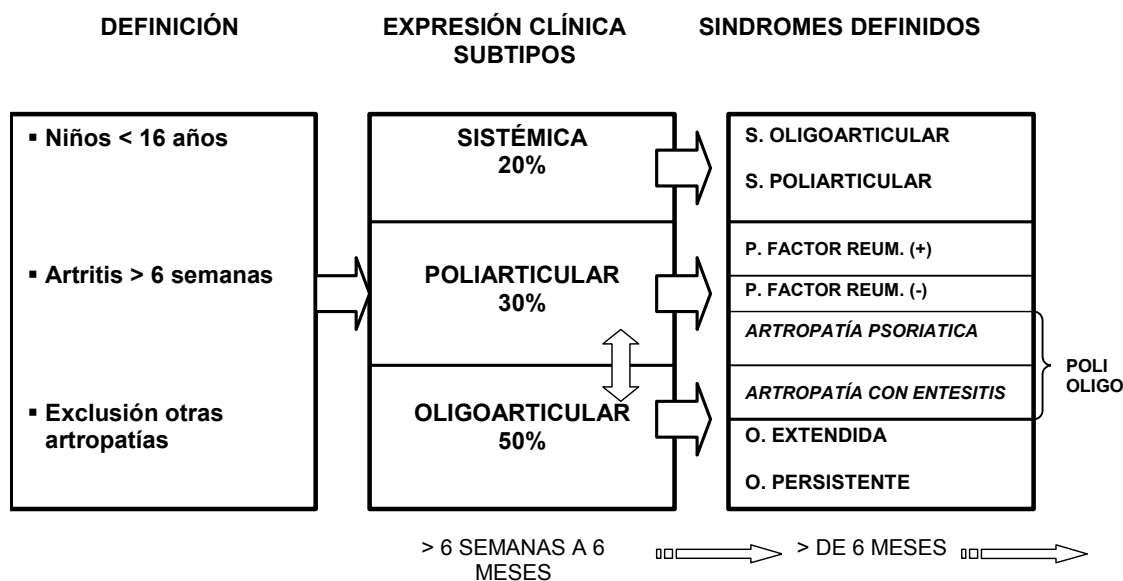 DEFINICIÓN
EXPRESIÓN CLÍNICA
SUBTIPOS
SINDROMES DEFINIDOS
▪ Niños < 16 años
▪ Artritis > 6 semanas
▪ Exclusión otras
artropatías
SISTÉMICA
20%
POLIARTICULAR
30%
OLIGOARTICULAR
50%
S. OLIGOARTICULAR
S. POLIARTICULAR
P. FACTOR REUM. (+)
P. FACTOR REUM. (-)
ARTROPATÍA PSORIATICA
ARTROPATÍA CON ENTESITIS
O. EXTENDIDA
O. PERSISTENTE
POLI
OLIGO
> 6 SEMANAS A 6
MESES
> DE 6 MESES